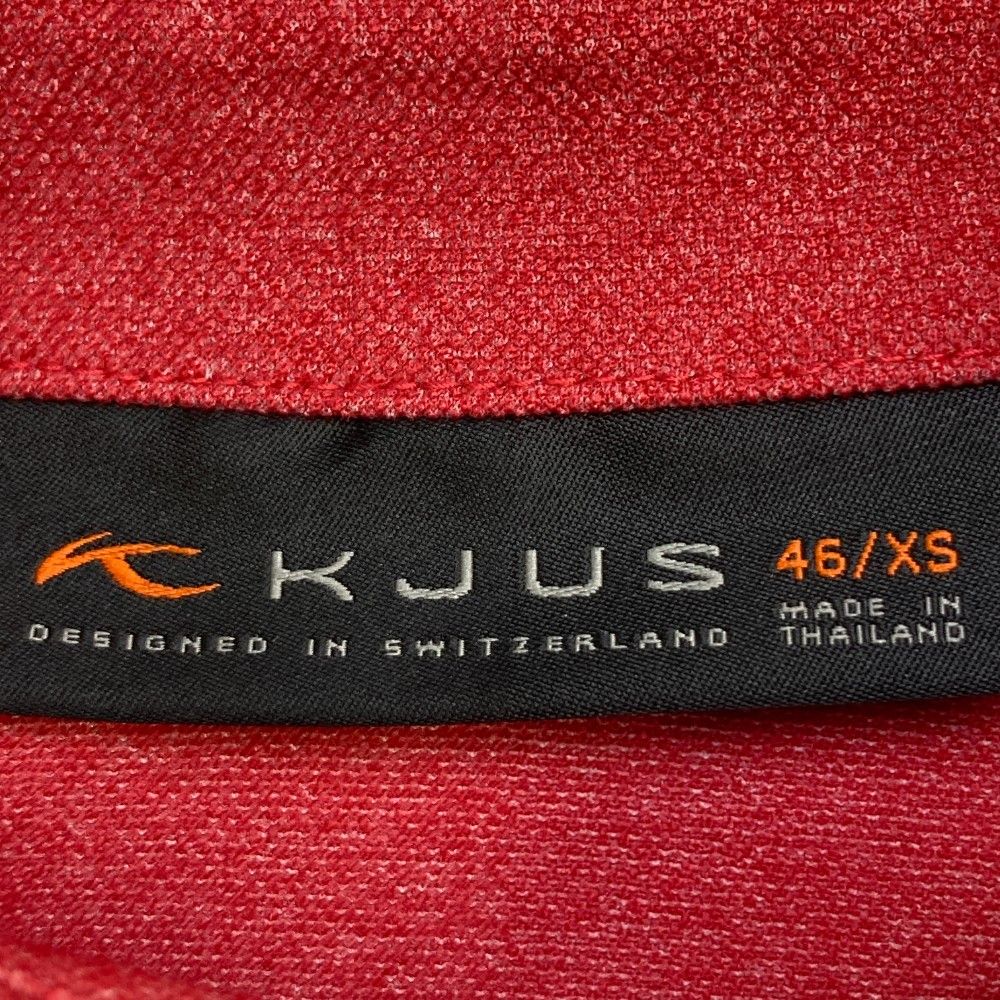 KJUS 46/XS
DESIGNED IN SWITZERLAND
MADE IN
THAILAND